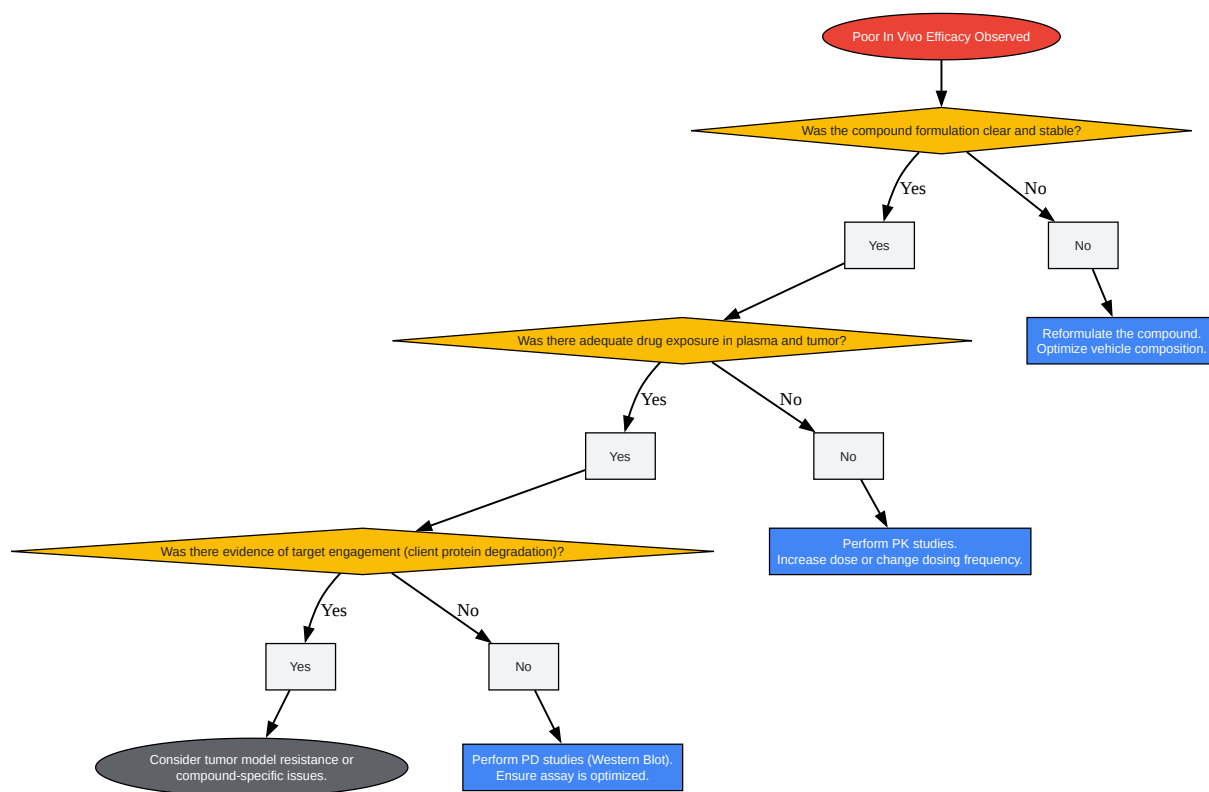 Poor In Vivo Efficacy Observed
Was the compound formulation clear and stable?
Yes
No
Yes
No
Reformulate the compound.
Optimize vehicle composition.
Was there adequate drug exposure in plasma and tumor?
Yes
No
Yes
No
Perform PK studies.
Increase dose or change dosing frequency.
Was there evidence of target engagement (client protein degradation)?
Yes
No
Yes
No
Consider tumor model resistance or
compound-specific issues.
Perform PD studies (Western Blot).
Ensure assay is optimized.